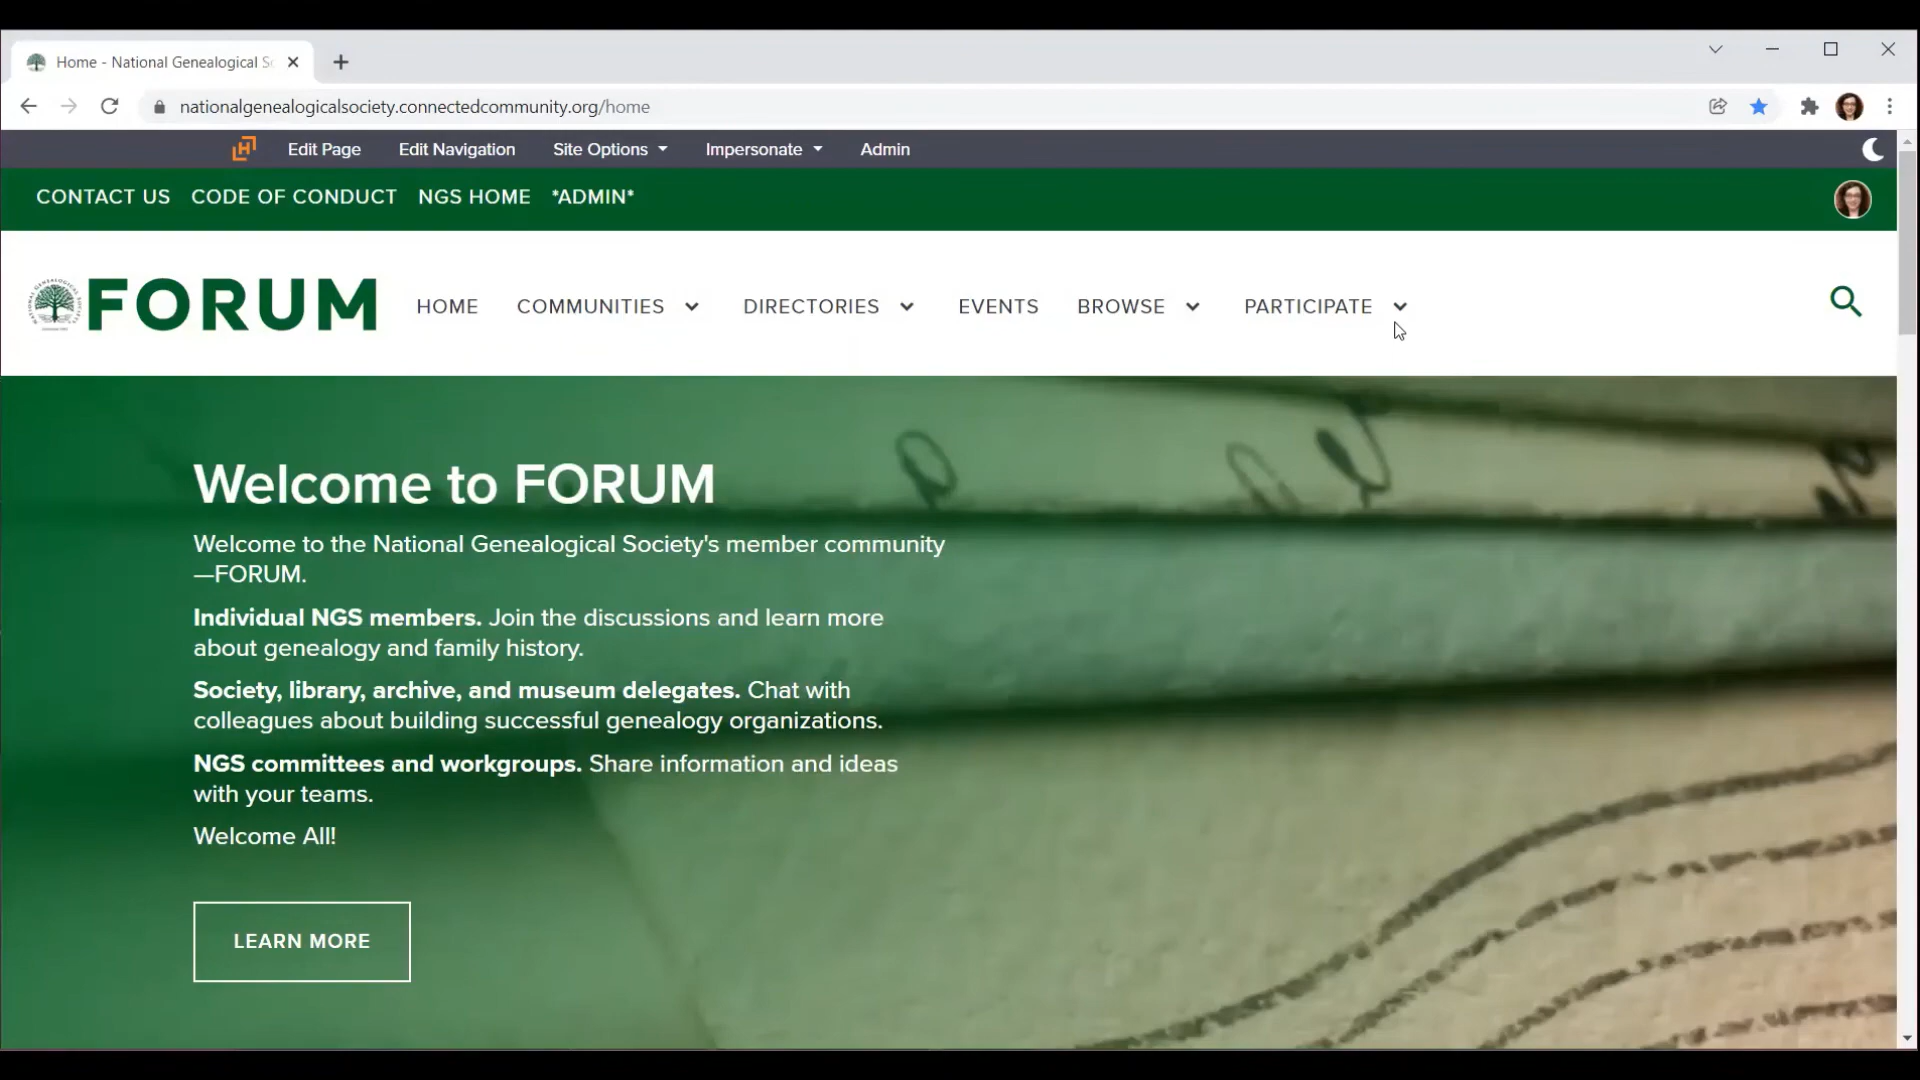 Home - National Genealogical So
nationalgenealogicalsociety.connectedcommunity.org/home
Edit Page Edit Navigation Site Options Impersonate Admin
CONTACT US CODE OF CONDUCT NGS HOME *ADMIN*
FORUM HOME COMMUNITIES DIRECTORIES EVENTS BROWSE PARTICIPATE
Welcome to FORUM
Welcome to the National Genealogical Society's member community
—FORUM.
Individual NGS members. Join the discussions and learn more
about genealogy and family history.
Society, library, archive, and museum delegates. Chat with
colleagues about building successful genealogy organizations.
NGS committees and workgroups. Share information and ideas
with your teams.
Welcome All!
LEARN MORE